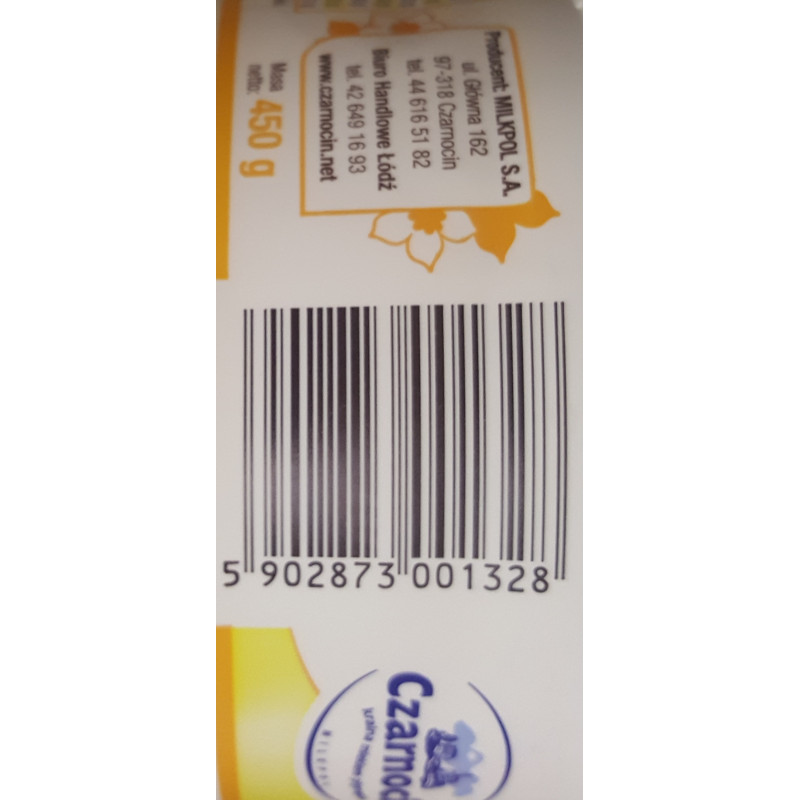 Producent: MILKPOL S.A.
ul. Główna 162
97-318 Czarnocin
tel. 44 616 51 82
Biuro Handlowe Łódź
tel. 42 649 16 93
www.czarnocin.net
Masa
netto: 450 g
5 902873 001328
Czarnoc
kraina